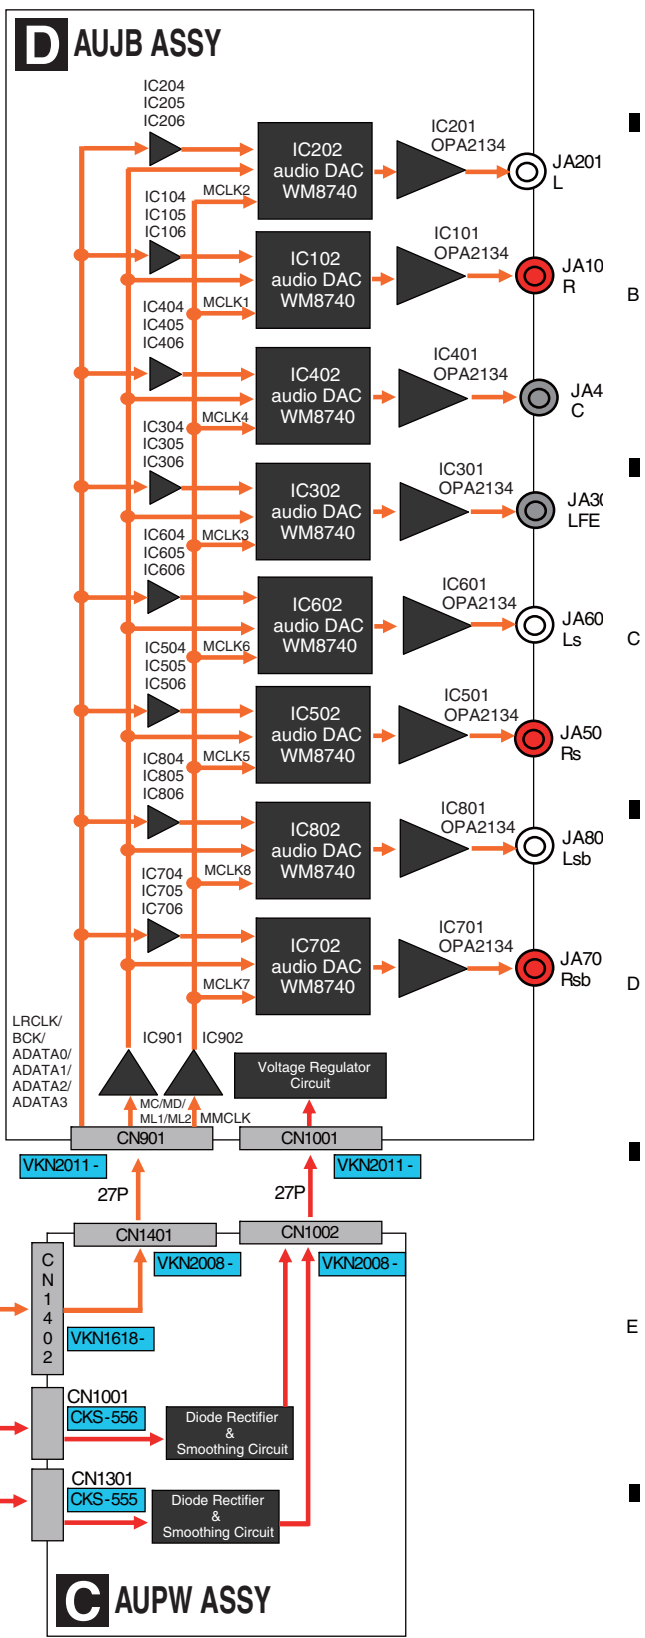 D AUJB ASSY
IC204
IC205
IC206
IC202
audio DAC
WM8740
MCLK2
IC201
OPA2134
JA201
L
IC104
IC105
IC106
IC102
audio DAC
WM8740
MCLK1
IC101
OPA2134
JA10
R
B
IC404
IC405
IC406
IC402
audio DAC
WM8740
MCLK4
IC401
OPA2134
JA4
C
IC304
IC305
IC306
IC302
audio DAC
WM8740
MCLK3
IC301
OPA2134
JA30
LFE
IC604
IC605
IC606
IC602
audio DAC
WM8740
MCLK6
IC601
OPA2134
JA60
Ls
C
IC504
IC505
IC506
IC502
audio DAC
WM8740
MCLK5
IC501
OPA2134
JA50
Rs
IC804
IC805
IC806
IC802
audio DAC
WM8740
MCLK8
IC801
OPA2134
JA80
Lsb
IC704
IC705
IC706
IC702
audio DAC
WM8740
MCLK7
IC701
OPA2134
JA70
Rsb
D
LRCLK/
BCK/
ADATA0/
ADATA1/
ADATA2/
ADATA3
IC901
IC902
Voltage Regulator
Circuit
MC/MD/
ML1/ML2
MMCLK
CN901
CN1001
VKN2011 -
VKN2011 -
27P
27P
CN1401
CN1002
VKN2008 -
VKN2008 -
CN1402
VKN1618-
E
CN1001
CKS-556
Diode Rectifier
&
Smoothing Circuit
CN1301
CKS-555
Diode Rectifier
&
Smoothing Circuit
C AUPW ASSY